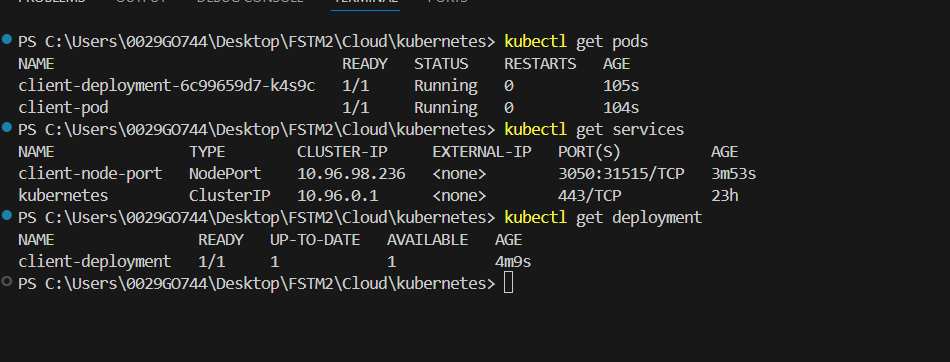 PROBLEMS OUTPUT DEBUG CONSOLE TERMINAL PORTS
PS C:\Users\0029GO744\Desktop\FSTM2\Cloud\kubernetes> kubectl get pods
NAME READY STATUS RESTARTS AGE
client-deployment-6c99659d7-k4s9c 1/1 Running 0 105s
client-pod 1/1 Running 0 104s
PS C:\Users\0029GO744\Desktop\FSTM2\Cloud\kubernetes> kubectl get services
NAME TYPE CLUSTER-IP EXTERNAL-IP PORT(S) AGE
client-node-port NodePort 10.96.98.236 <none> 3050:31515/TCP 3m53s
kubernetes ClusterIP 10.96.0.1 <none> 443/TCP 23h
PS C:\Users\0029GO744\Desktop\FSTM2\Cloud\kubernetes> kubectl get deployment
NAME READY UP-TO-DATE AVAILABLE AGE
client-deployment 1/1 1 1 4m9s
PS C:\Users\0029GO744\Desktop\FSTM2\Cloud\kubernetes>